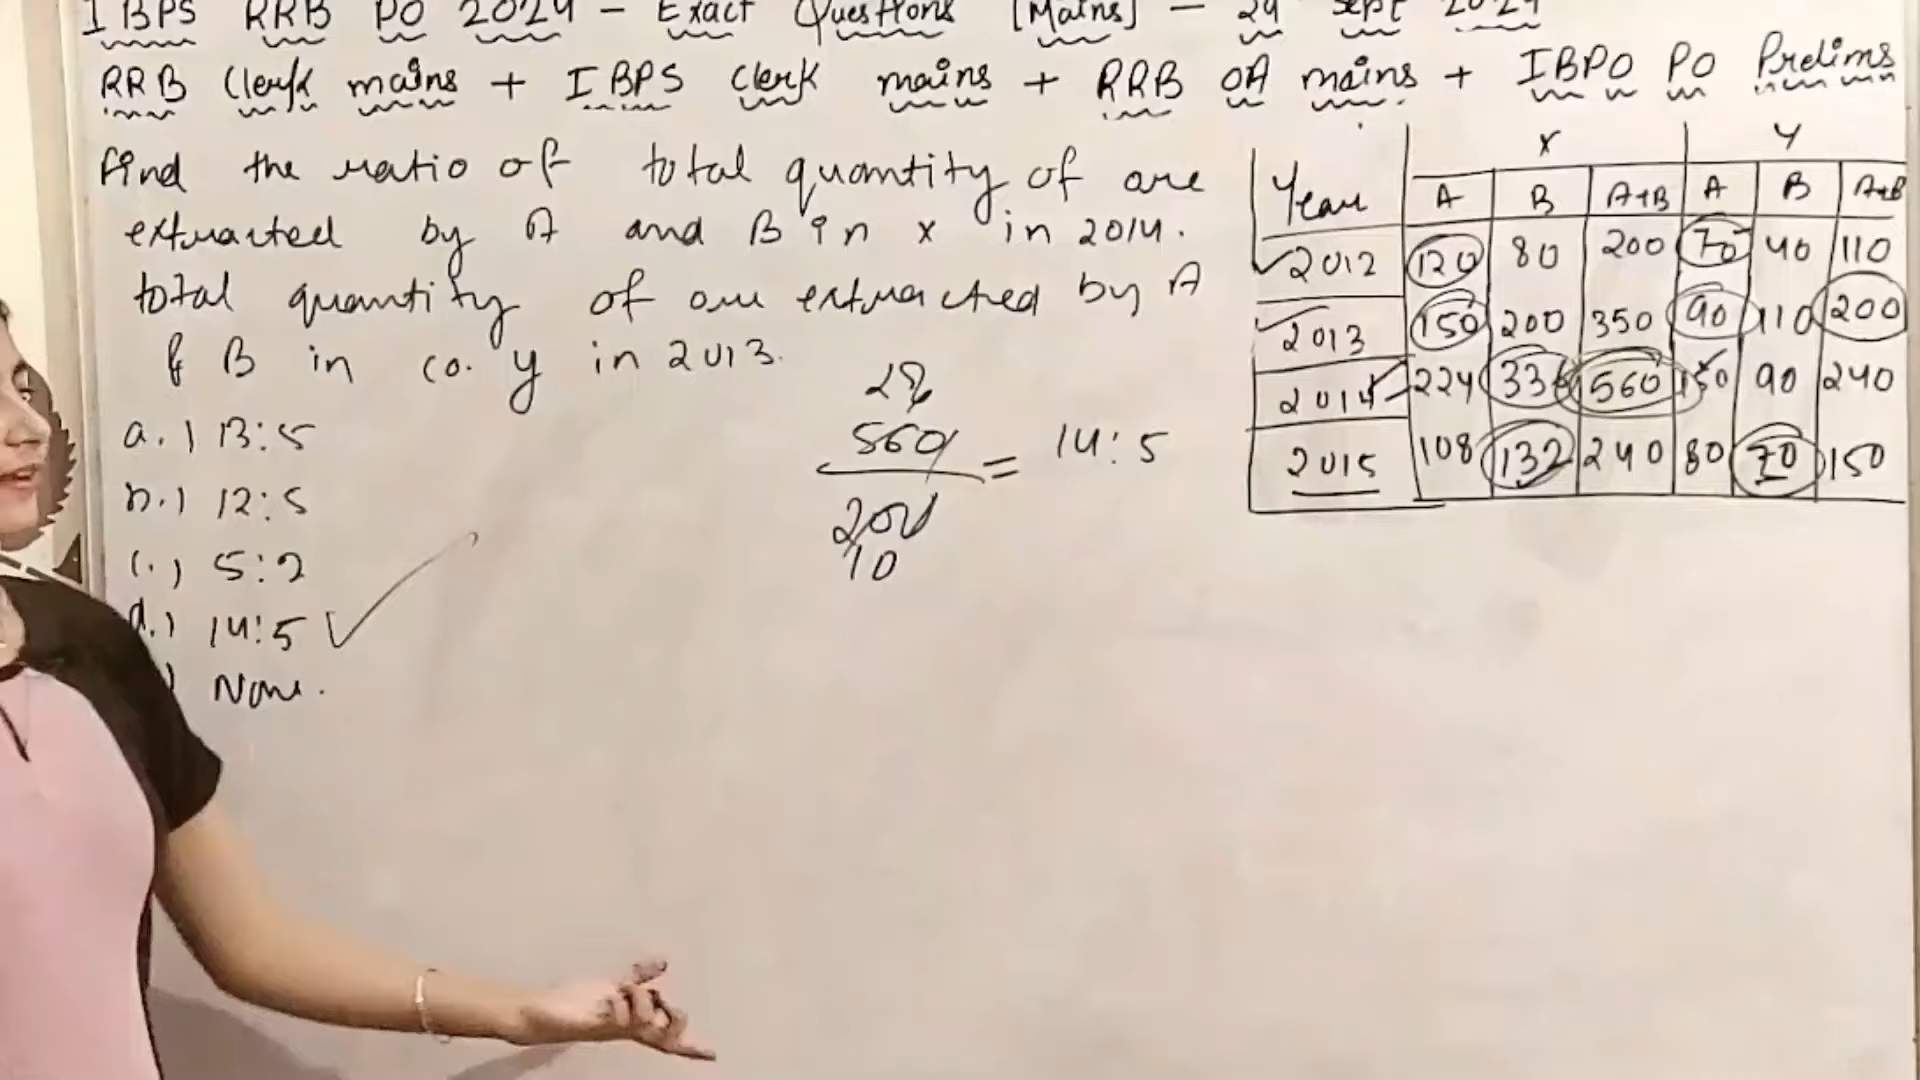 IBPS RRB PO 2024 - Exact Questions [Mains] - 29 Sept 2024
RRB Clerk mains + IBPS Clerk mains + RRB OA mains + IBPO PO Prelims
Find the ratio of total quantity of ore
extracted by A and B in x in 2014.
total quantity of ore extracted by A
& B in co. y in 2013.
a.) 13:5
b.) 12:5
c.) 5:2
d.) 14:5 ✓
) None.
28
560
200
10
= 14:5
X Y
Year A B A+B A B A+B
2012 120 80 200 70 40 110
2013 150 200 350 90 110 200
2014 224 336 560 150 90 240
2015 108 132 240 80 70 150